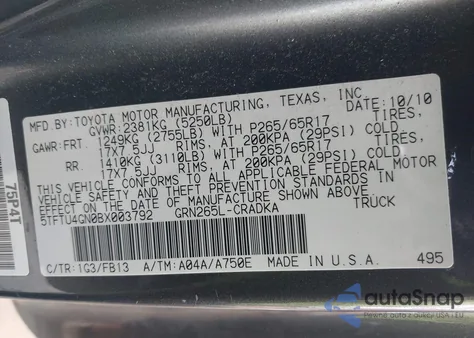 MFD.BY:TOYOTA MOTOR MANUFACTURING, TEXAS, INC.
GVWR:2381KG (5250LB) DATE:10/10
GAWR:FRT. 1249KG (2755LB) WITH P265/65R17 TIRES,
17X7.5JJ RIMS, AT 200KPA (29PSI) COLD
RR. 1410KG (3110LB) WITH P265/65R17 TIRES,
17X7.5JJ RIMS, AT 200KPA (29PSI) COLD
THIS VEHICLE CONFORMS TO ALL APPLICABLE FEDERAL MOTOR
VEHICLE SAFETY AND THEFT PREVENTION STANDARDS IN
EFFECT ON THE DATE OF MANUFACTURE SHOWN ABOVE.
5TFTU4GN0BX003792 TRUCK
GRN265L-CRADKA
C/TR:1G3/FB13 A/TM:A04A/A750E MADE IN U.S.A. 495
75P4T
autoSnap